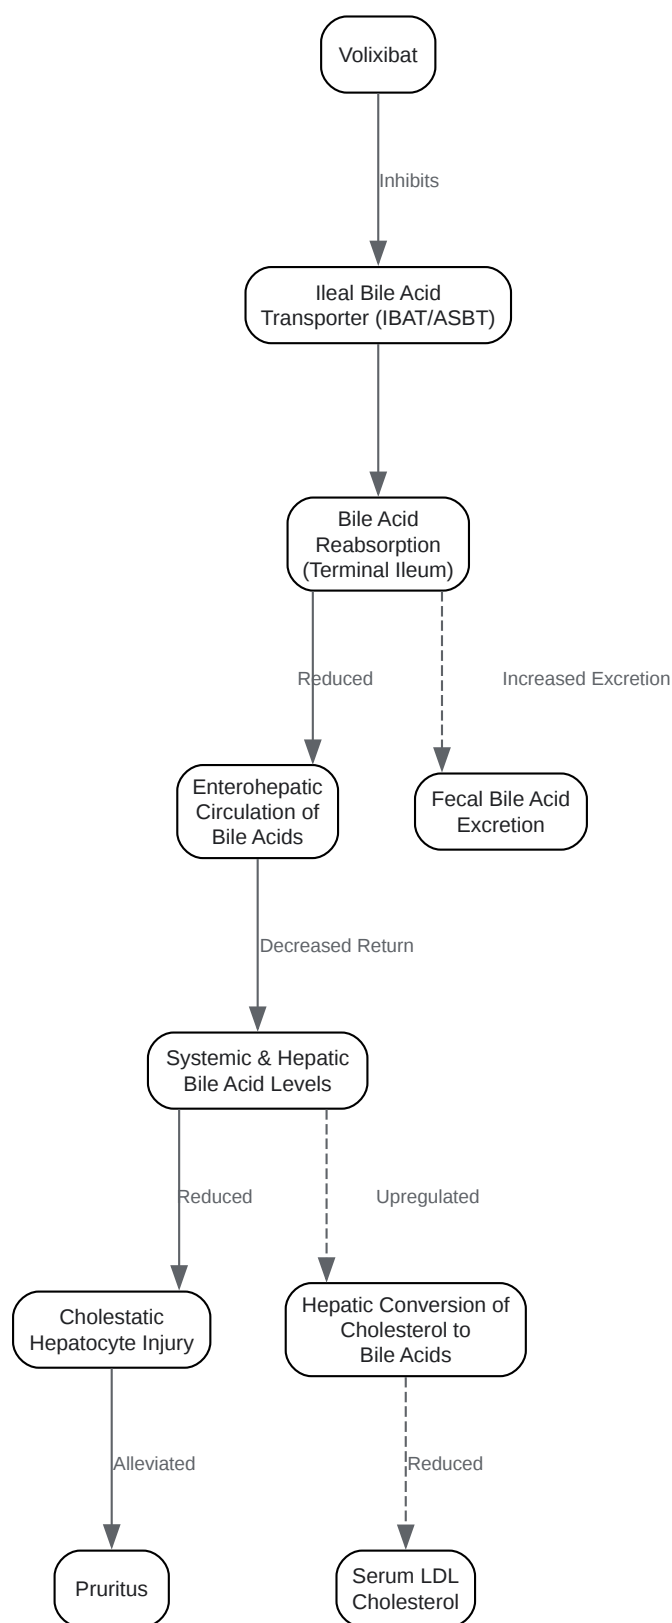 Volixibat
Inhibits
Ileal Bile Acid
Transporter (IBAT/ASBT)
Bile Acid
Reabsorption
(Terminal Ileum)
Reduced
Increased Excretion
Enterohepatic
Circulation of
Bile Acids
Fecal Bile Acid
Excretion
Decreased Return
Systemic & Hepatic
Bile Acid Levels
Reduced
Upregulated
Cholestatic
Hepatocyte Injury
Hepatic Conversion of
Cholesterol to
Bile Acids
Alleviated
Reduced
Pruritus
Serum LDL
Cholesterol